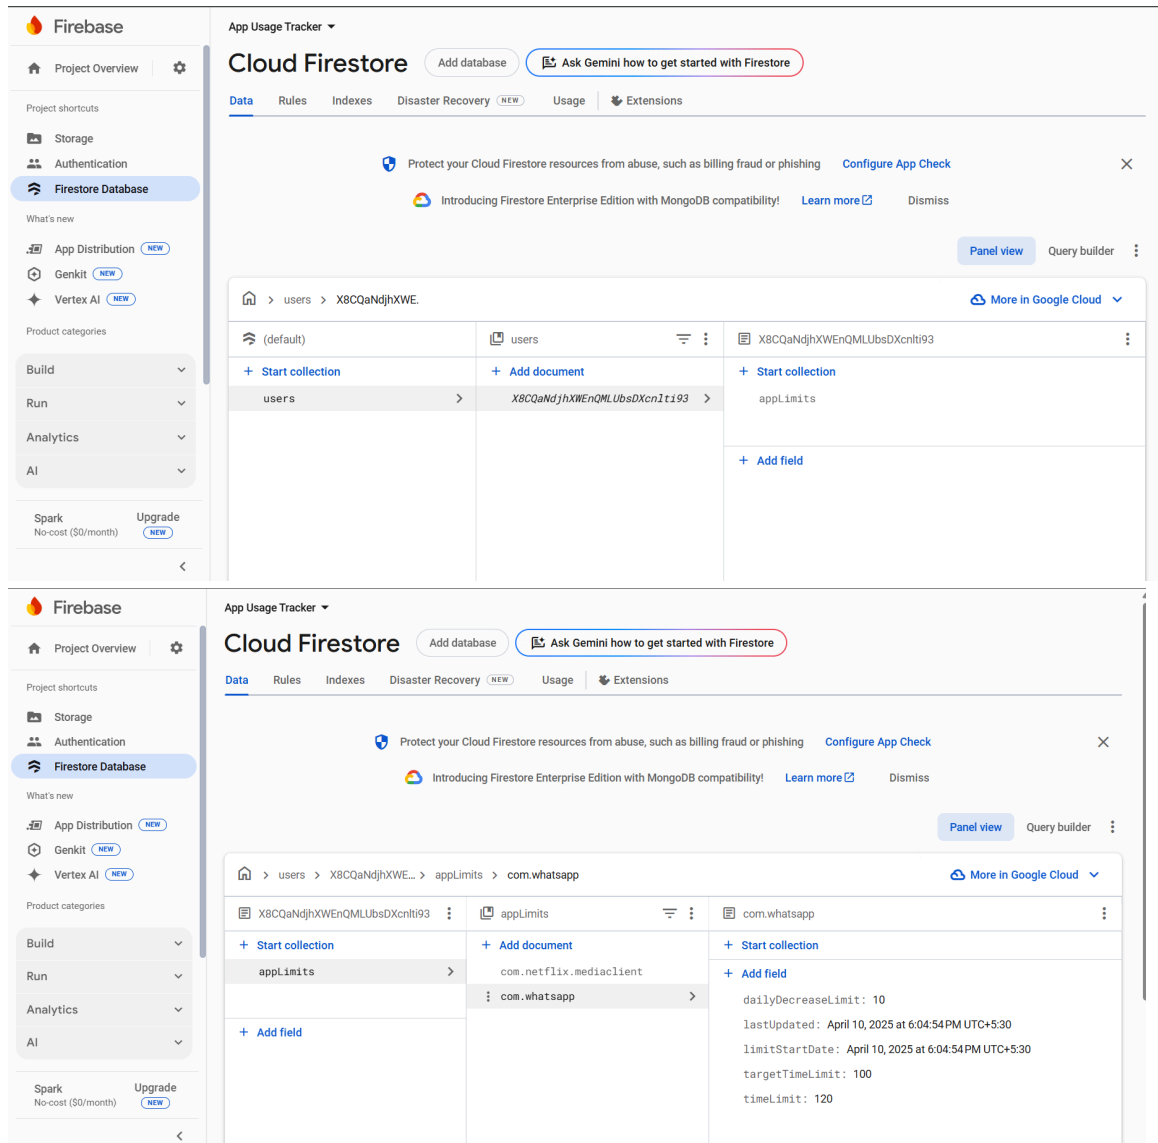 Firebase
App Usage Tracker
Cloud Firestore
Add database
Ask Gemini how to get started with Firestore
Project Overview
Data
Rules
Indexes
Disaster Recovery NEW
Usage
Extensions
Project shortcuts
Storage
Authentication
Firestore Database
Protect your Cloud Firestore resources from abuse, such as billing fraud or phishing Configure App Check
Introducing Firestore Enterprise Edition with MongoDB compatibility! Learn more Dismiss
What's new
App Distribution NEW
Genkit NEW
Vertex AI NEW
Product categories
Build
Run
Analytics
AI
Spark
No-cost ($0/month)
Upgrade
NEW
Panel view
Query builder
users > X8CQaNdjhXWE.
More in Google Cloud
(default)
+ Start collection
users
users
+ Add document
X8CQaNdjhXWEnQMLUbsDXcnlti93
X8CQaNdjhXWEnQMLUbsDXcnlti93
+ Start collection
appLimits
+ Add field
Firebase
App Usage Tracker
Cloud Firestore
Add database
Ask Gemini how to get started with Firestore
Project Overview
Data
Rules
Indexes
Disaster Recovery NEW
Usage
Extensions
Project shortcuts
Storage
Authentication
Firestore Database
Protect your Cloud Firestore resources from abuse, such as billing fraud or phishing Configure App Check
Introducing Firestore Enterprise Edition with MongoDB compatibility! Learn more Dismiss
What's new
App Distribution NEW
Genkit NEW
Vertex AI NEW
Product categories
Build
Run
Analytics
AI
Spark
No-cost ($0/month)
Upgrade
NEW
Panel view
Query builder
users > X8CQaNdjhXWE... > appLimits > com.whatsapp
More in Google Cloud
X8CQaNdjhXWEnQMLUbsDXcnlti93
+ Start collection
appLimits
+ Add field
appLimits
+ Add document
com.netflix.mediaclient
com.whatsapp
com.whatsapp
+ Start collection
+ Add field
dailyDecreaseLimit: 10
lastUpdated: April 10, 2025 at 6:04:54 PM UTC+5:30
limitStartDate: April 10, 2025 at 6:04:54 PM UTC+5:30
targetTimeLimit: 100
timeLimit: 120